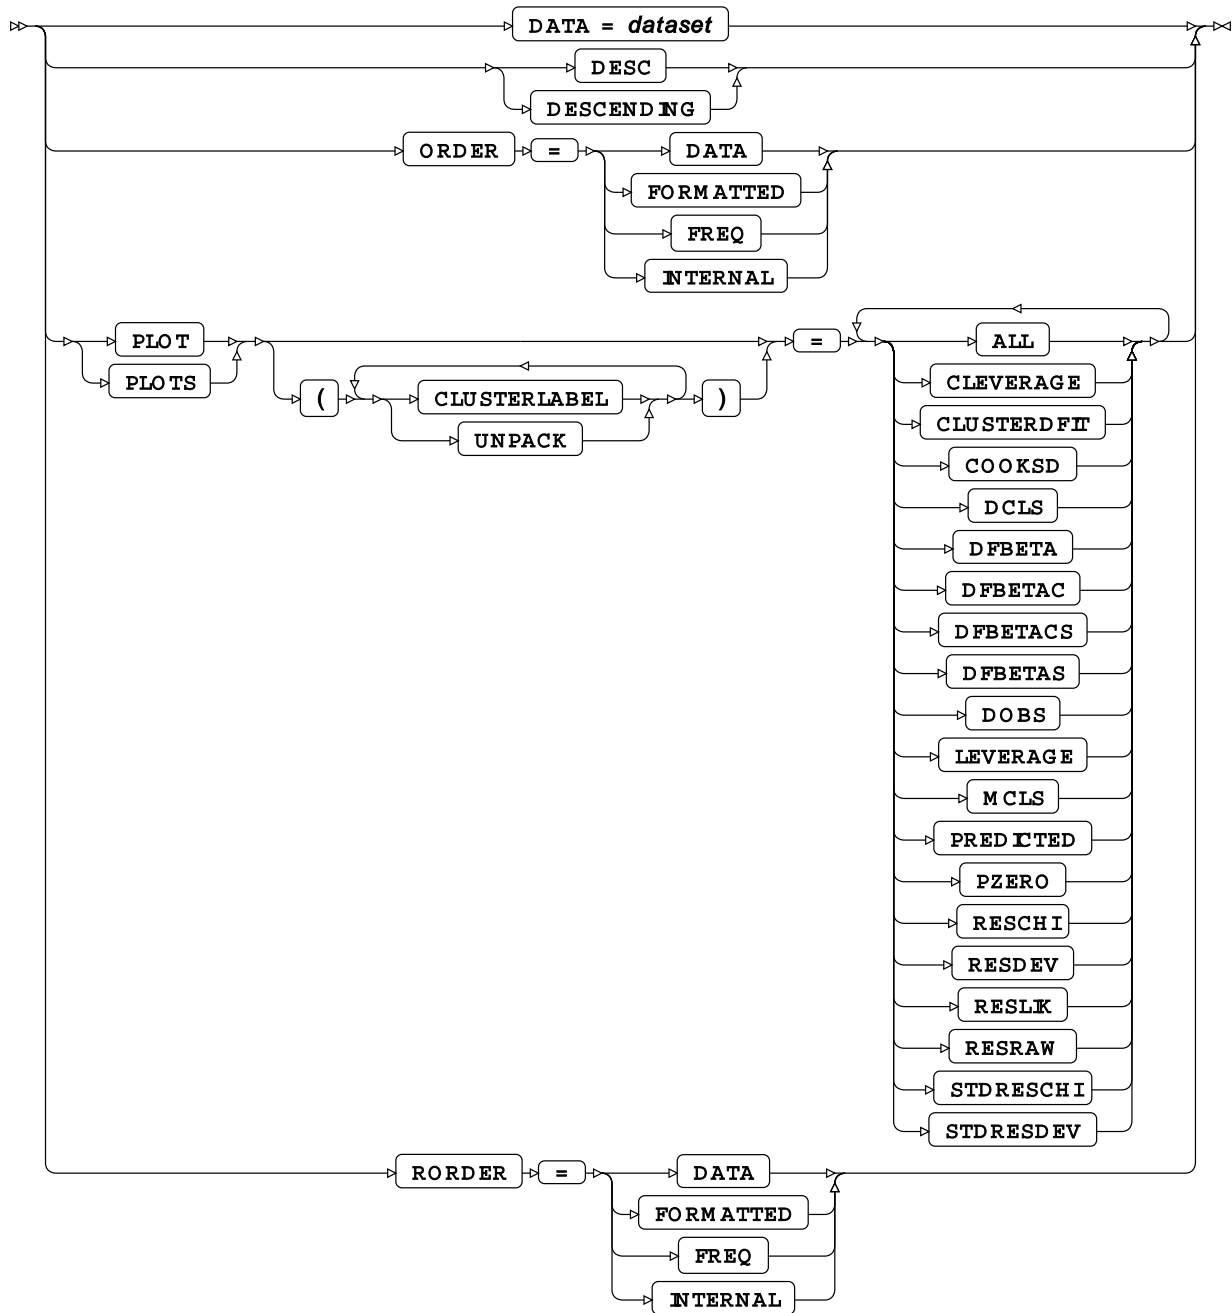 DATA = dataset
DESC
DESCENDING
ORDER = DATA
FORMATTED
FREQ
INTERNAL
PLOT = ALL
PLOTS
( CLUSTERLABEL )
UNPACK
CLEVERAGE
CLUSTERDFIT
COOKSD
DCLS
DFBETA
DFBETAC
DFBETACS
DFBETAS
DOBS
LEVERAGE
MCLS
PREDICTED
PZERO
RESCHI
RESDEV
RESLIK
RESRAW
STDRESCHI
STDRESDEV
RORDER = DATA
FORMATTED
FREQ
INTERNAL